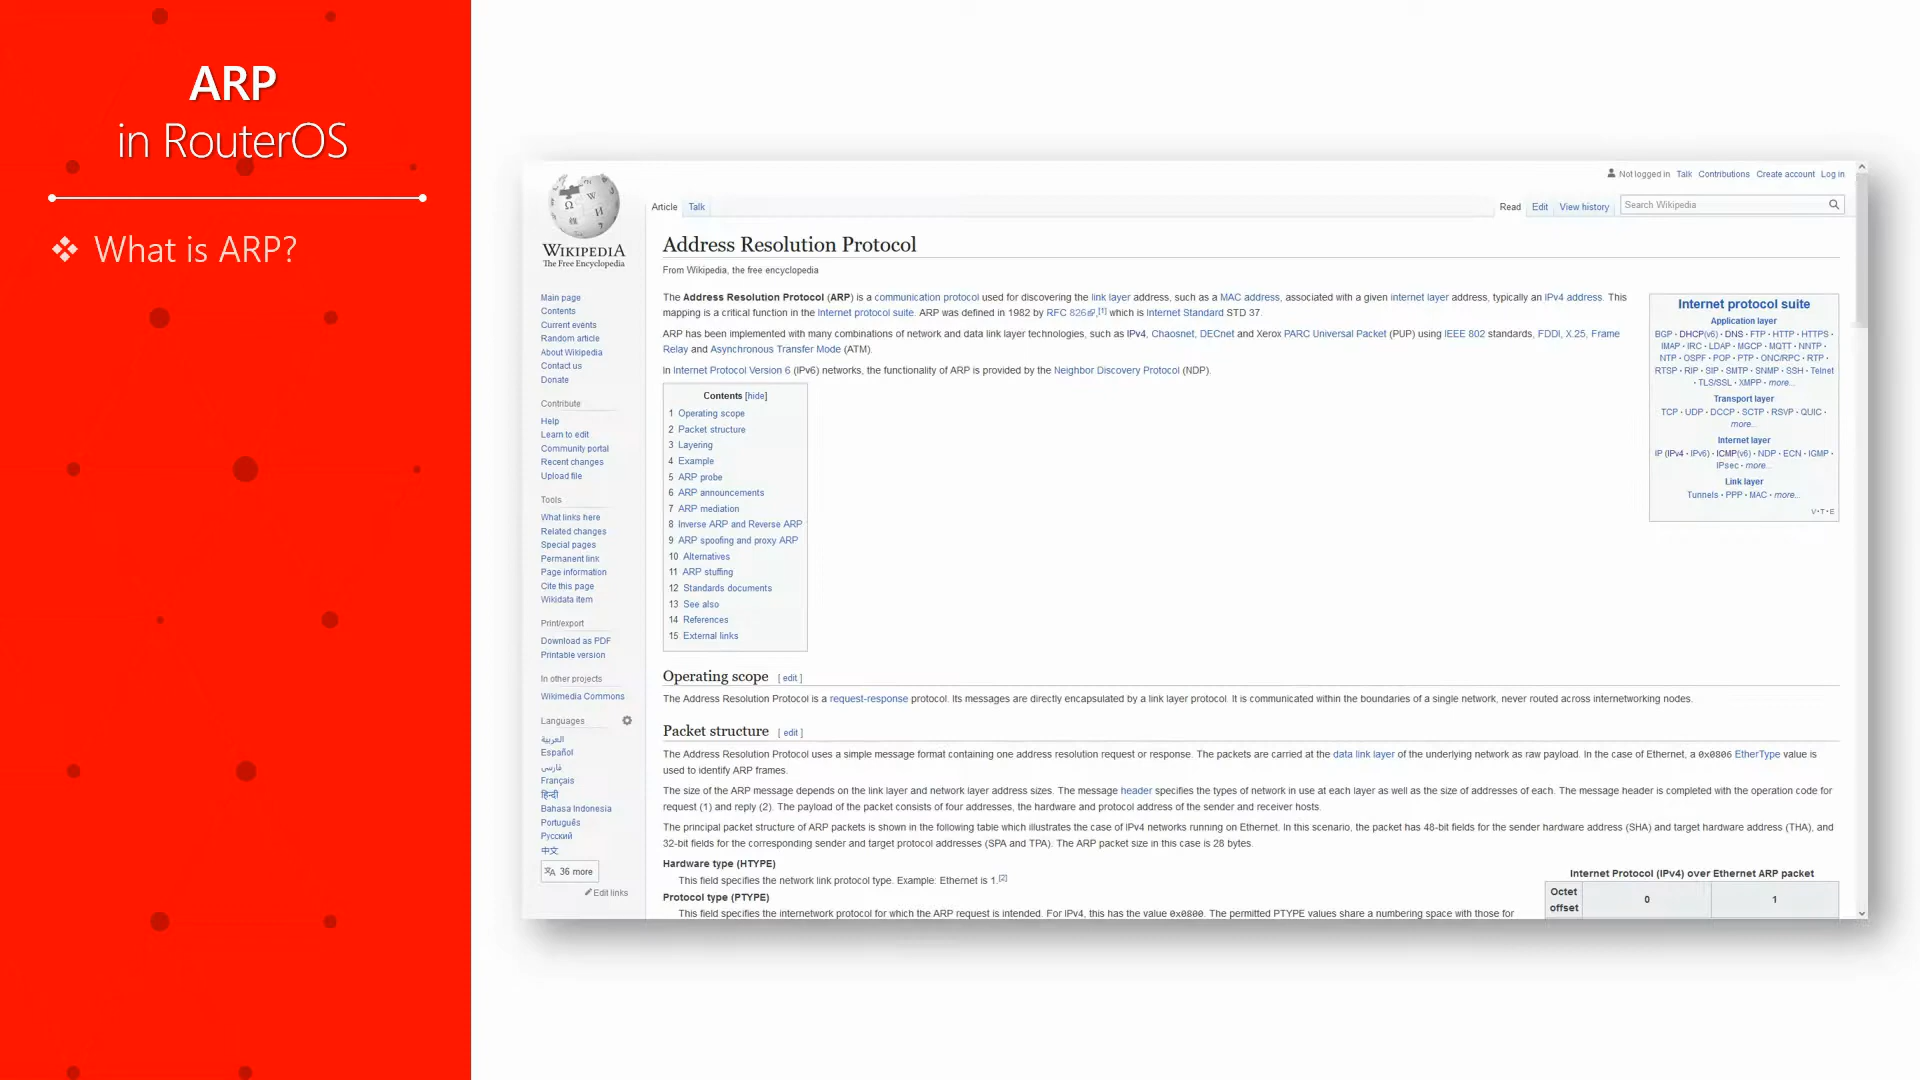 ARP
in RouterOS
❖ What is ARP?
WIKIPEDIA
The Free Encyclopedia
Main page
Contents
Current events
Random article
About Wikipedia
Contact us
Donate
Contribute
Help
Learn to edit
Community portal
Recent changes
Upload file
Tools
What links here
Related changes
Special pages
Permanent link
Page information
Cite this page
Wikidata item
Print/export
Download as PDF
Printable version
In other projects
Wikimedia Commons
Languages
العربية
Español
فارسی
Français
हिन्दी
Bahasa Indonesia
Português
Русский
中文
36 more
Edit links
Not logged in Talk Contributions Create account Log in
Article Talk
Read Edit View history Search Wikipedia
Address Resolution Protocol
From Wikipedia, the free encyclopedia
The Address Resolution Protocol (ARP) is a communication protocol used for discovering the link layer address, such as a MAC address, associated with a given internet layer address, typically an IPv4 address. This
mapping is a critical function in the Internet protocol suite. ARP was defined in 1982 by RFC 826,[1] which is Internet Standard STD 37.
ARP has been implemented with many combinations of network and data link layer technologies, such as IPv4, Chaosnet, DECnet and Xerox PARC Universal Packet (PUP) using IEEE 802 standards, FDDI, X.25, Frame
Relay and Asynchronous Transfer Mode (ATM).
In Internet Protocol Version 6 (IPv6) networks, the functionality of ARP is provided by the Neighbor Discovery Protocol (NDP).
Contents [hide]
1 Operating scope
2 Packet structure
3 Layering
4 Example
5 ARP probe
6 ARP announcements
7 ARP mediation
8 Inverse ARP and Reverse ARP
9 ARP spoofing and proxy ARP
10 Alternatives
11 ARP stuffing
12 Standards documents
13 See also
14 References
15 External links
Internet protocol suite
Application layer
BGP · DHCP(v6) · DNS · FTP · HTTP · HTTPS ·
IMAP · IRC · LDAP · MGCP · MQTT · NNTP ·
NTP · OSPF · POP · PTP · ONC/RPC · RTP ·
RTSP · RIP · SIP · SMTP · SNMP · SSH · Telnet
· TLS/SSL · XMPP · more...
Transport layer
TCP · UDP · DCCP · SCTP · RSVP · QUIC ·
more...
Internet layer
IP (IPv4 · IPv6) · ICMP(v6) · NDP · ECN · IGMP ·
IPsec · more...
Link layer
Tunnels · PPP · MAC · more...
V·T·E
Operating scope [ edit ]
The Address Resolution Protocol is a request-response protocol. Its messages are directly encapsulated by a link layer protocol. It is communicated within the boundaries of a single network, never routed across internetworking nodes.
Packet structure [ edit ]
The Address Resolution Protocol uses a simple message format containing one address resolution request or response. The packets are carried at the data link layer of the underlying network as raw payload. In the case of Ethernet, a 0x0806 EtherType value is
used to identify ARP frames.
The size of the ARP message depends on the link layer and network layer address sizes. The message header specifies the types of network in use at each layer as well as the size of addresses of each. The message header is completed with the operation code for
request (1) and reply (2). The payload of the packet consists of four addresses, the hardware and protocol address of the sender and receiver hosts.
The principal packet structure of ARP packets is shown in the following table which illustrates the case of IPv4 networks running on Ethernet. In this scenario, the packet has 48-bit fields for the sender hardware address (SHA) and target hardware address (THA), and
32-bit fields for the corresponding sender and target protocol addresses (SPA and TPA). The ARP packet size in this case is 28 bytes.
Hardware type (HTYPE)
This field specifies the network link protocol type. Example: Ethernet is 1.[2]
Protocol type (PTYPE)
This field specifies the internetwork protocol for which the ARP request is intended. For IPv4, this has the value 0x0800. The permitted PTYPE values share a numbering space with those for
Internet Protocol (IPv4) over Ethernet ARP packet
Octet
offset 0 1